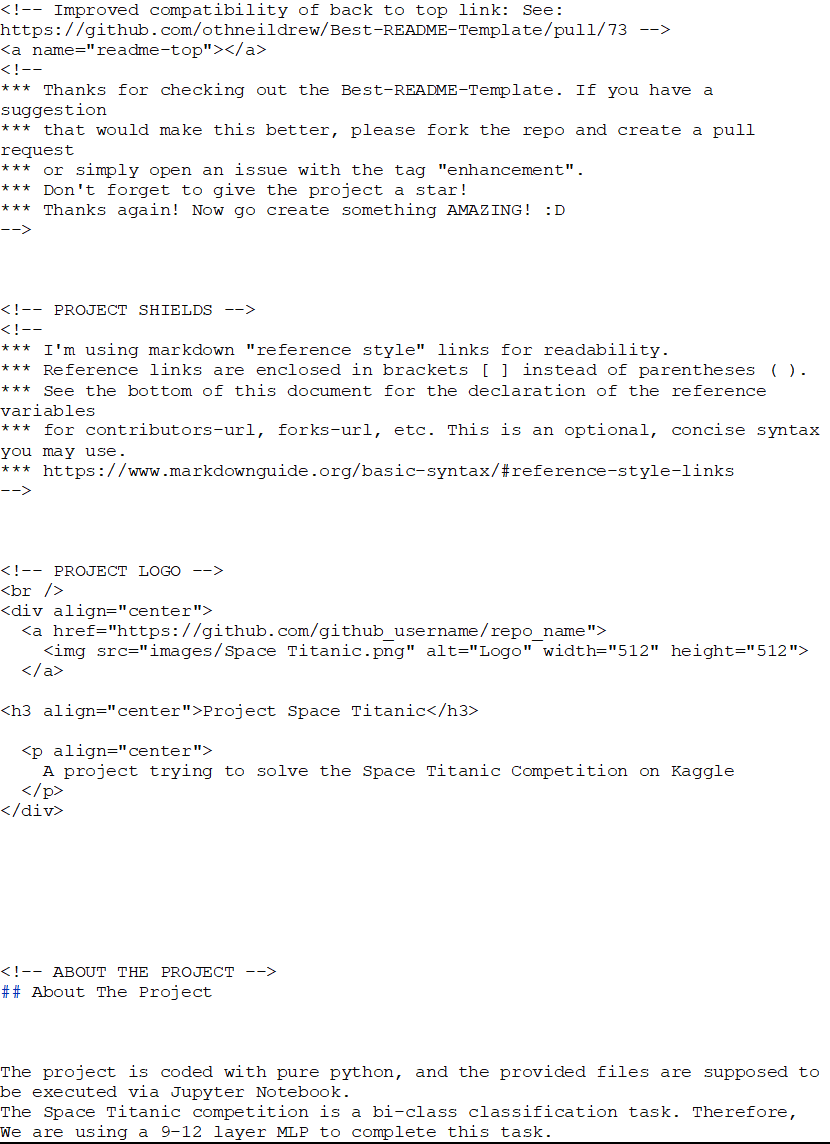 <!-- Improved compatibility of back to top link: See:
https://github.com/othneildrew/Best-README-Template/pull/73 -->
<a name="readme-top"></a>
<!--
*** Thanks for checking out the Best-README-Template. If you have a
suggestion
*** that would make this better, please fork the repo and create a pull
request
*** or simply open an issue with the tag "enhancement".
*** Don't forget to give the project a star!
*** Thanks again! Now go create something AMAZING! :D
-->
<!-- PROJECT SHIELDS -->
<!--
*** I'm using markdown "reference style" links for readability.
*** Reference links are enclosed in brackets [ ] instead of parentheses ( ).
*** See the bottom of this document for the declaration of the reference
variables
*** for contributors-url, forks-url, etc. This is an optional, concise syntax
you may use.
*** https://www.markdownguide.org/basic-syntax/#reference-style-links
-->
<!-- PROJECT LOGO -->
<br />
<div align="center">
  <a href="https://github.com/github_username/repo_name">
    <img src="images/Space Titanic.png" alt="Logo" width="512" height="512">
  </a>
<h3 align="center">Project Space Titanic</h3>
  <p align="center">
    A project trying to solve the Space Titanic Competition on Kaggle
  </p>
</div>
<!-- ABOUT THE PROJECT -->
## About The Project
The project is coded with pure python, and the provided files are supposed to
be executed via Jupyter Notebook.
The Space Titanic competition is a bi-class classification task. Therefore,
We are using a 9-12 layer MLP to complete this task.